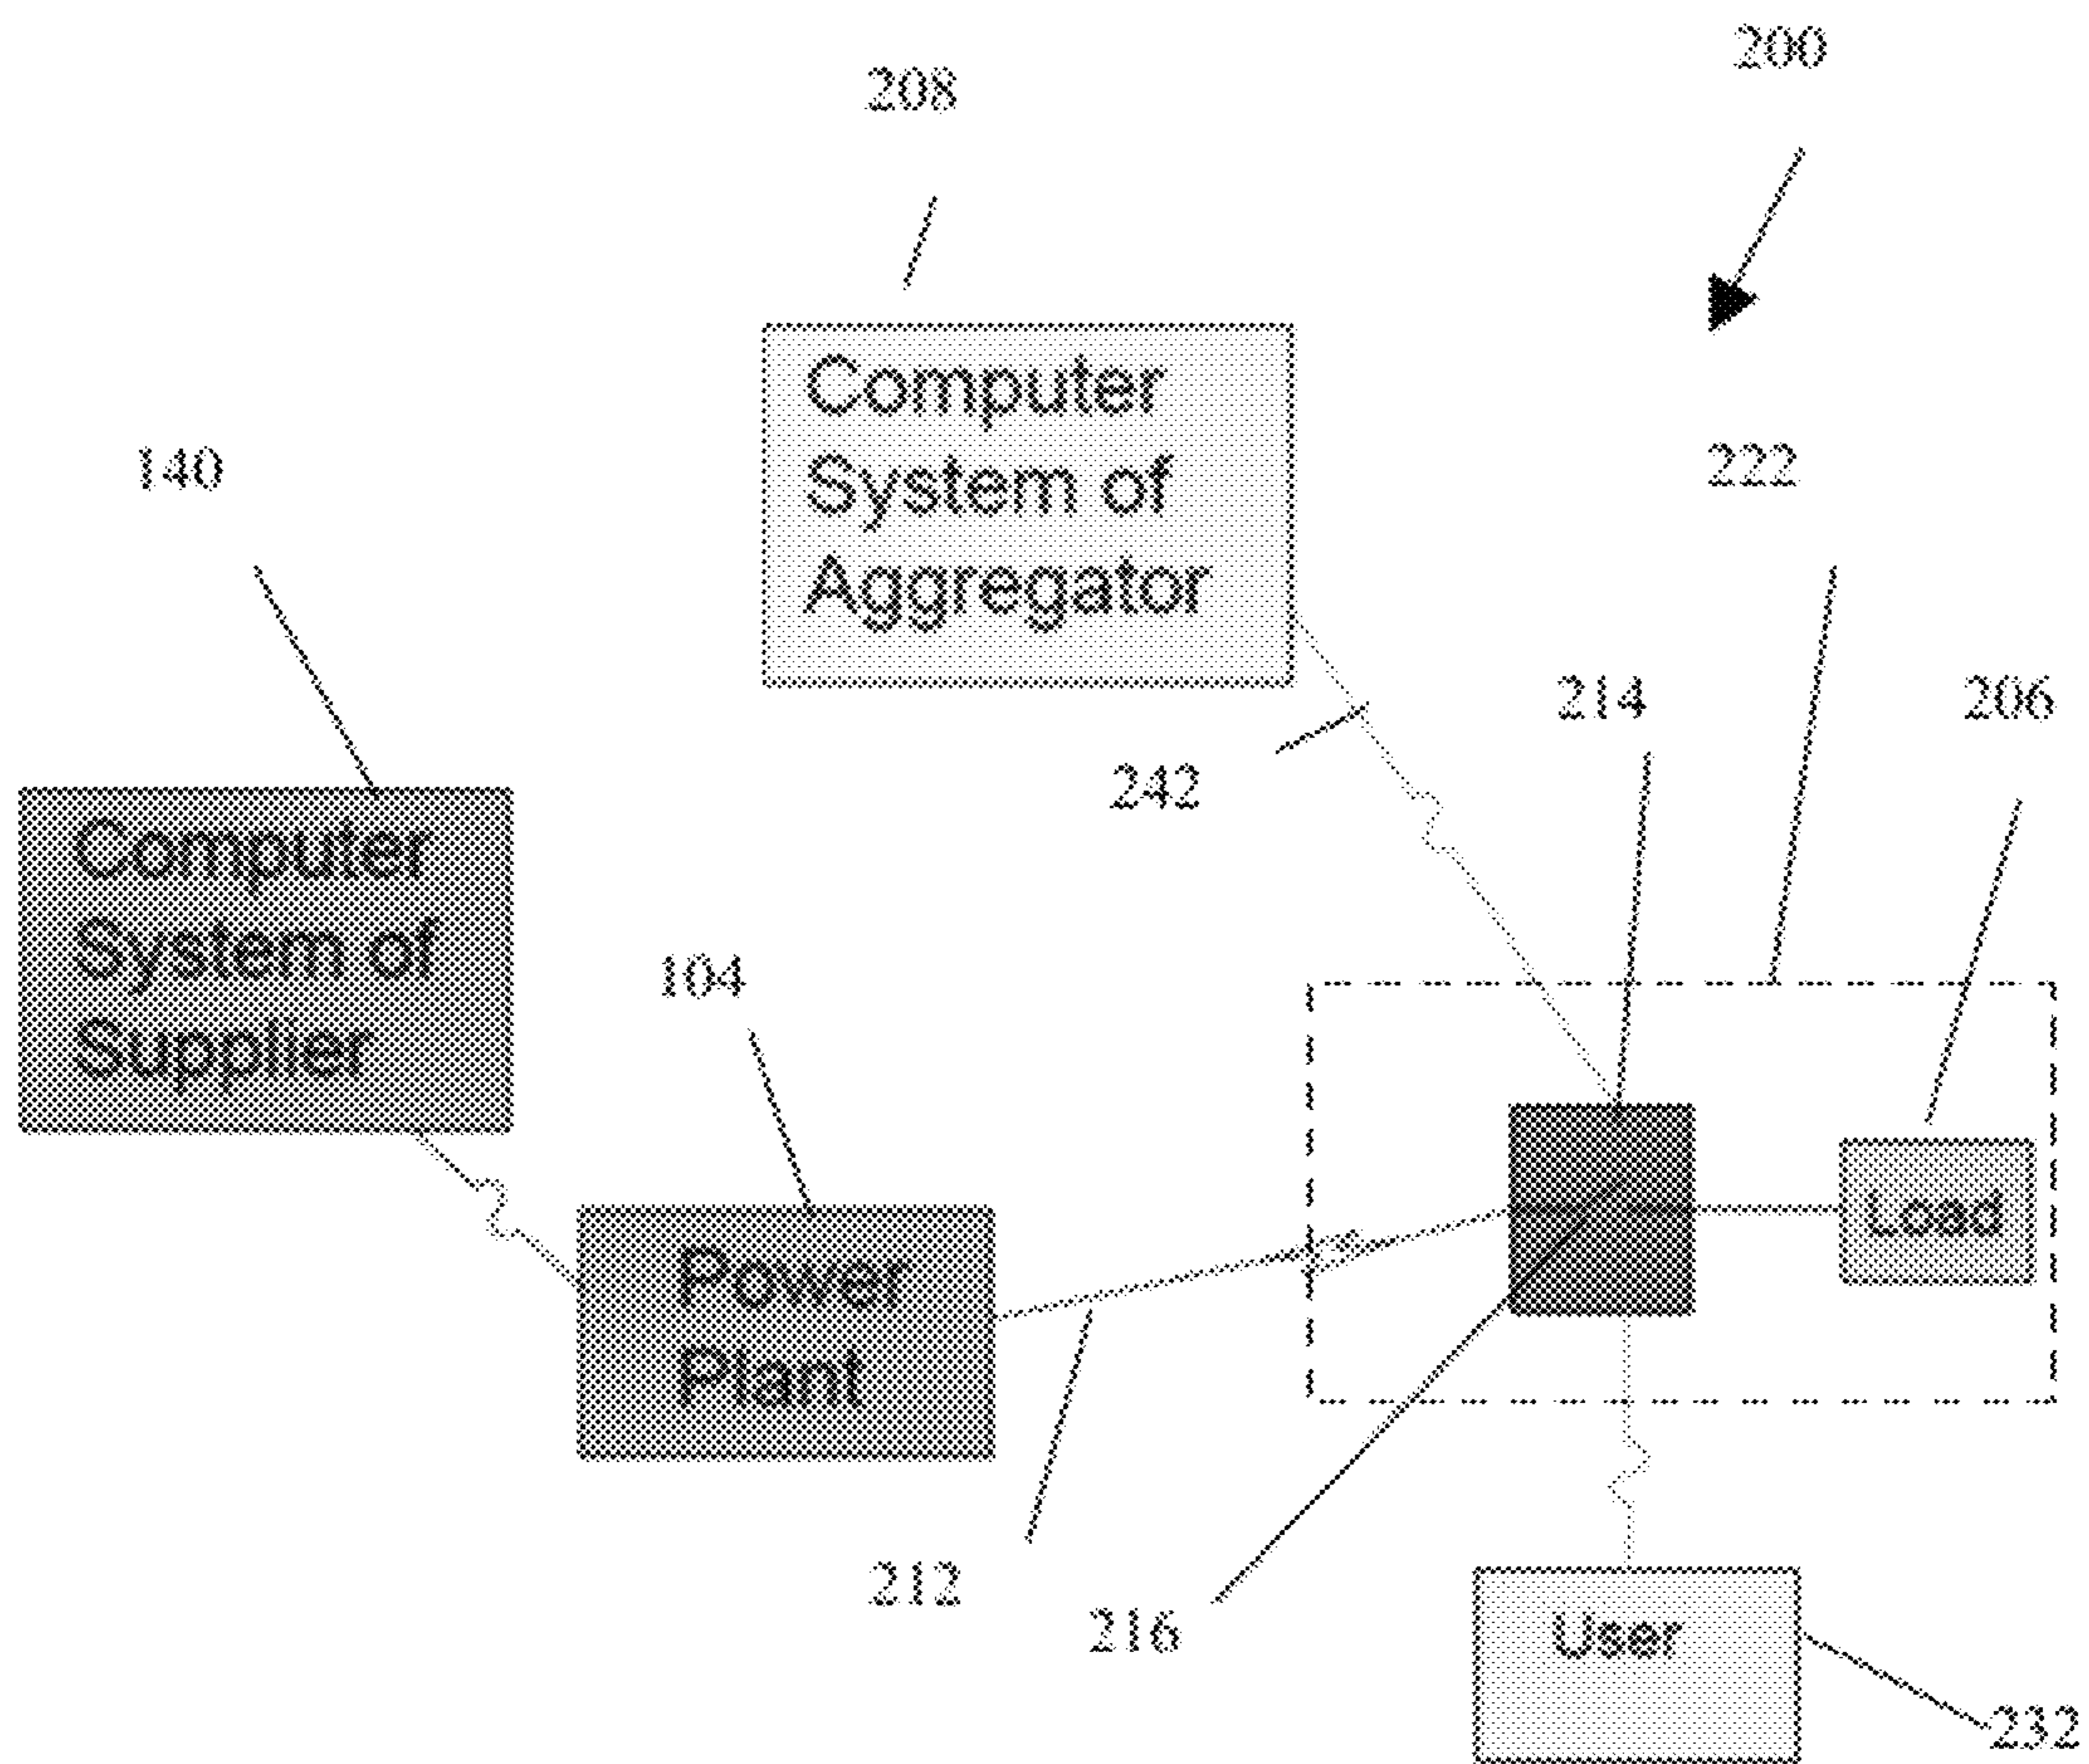 200
208
Computer
System of
Aggregator
140
222
214
206
242
Computer
System of
Supplier
104
Load
Power
Plant
212
216
User
232